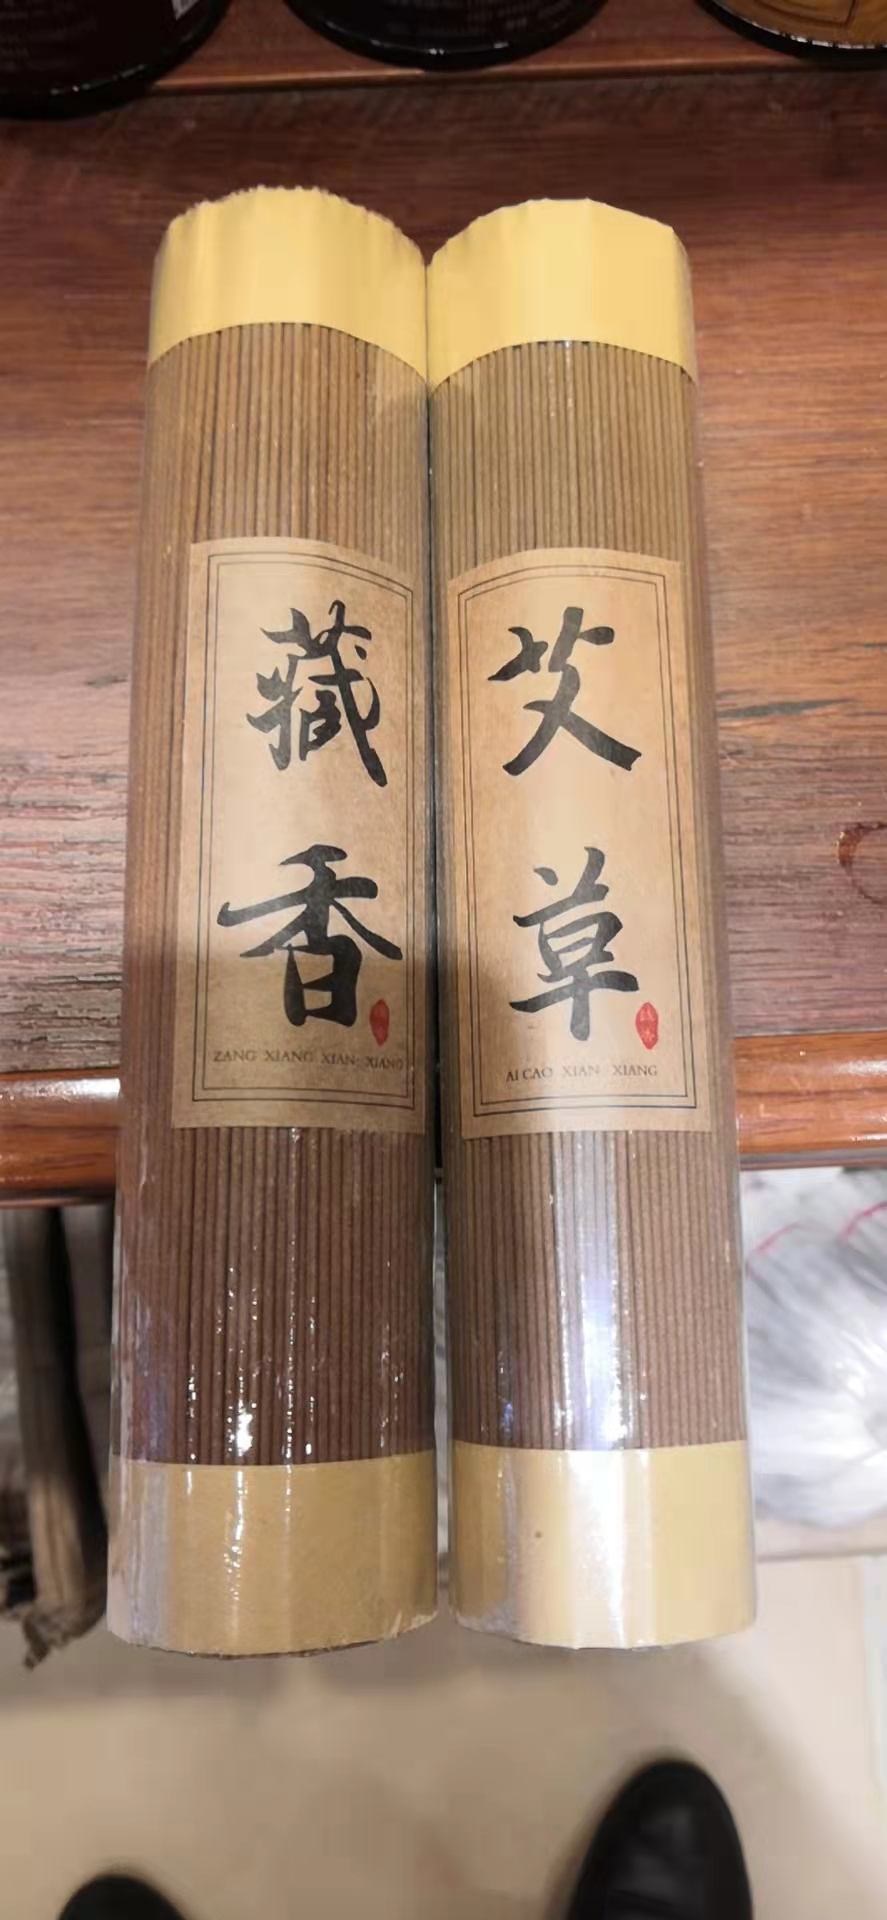 藏香
ZANG XIANG XIAN XIANG
艾草
AI CAO XIAN XIANG